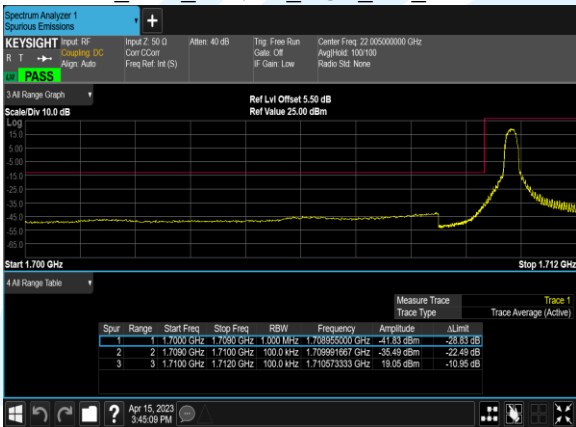 Spectrum Analyzer 1
Spurious Emissions
KEYSIGHT Input: RF Input Z: 50 Ω Atten: 40 dB Trig: Free Run Center Freq: 22.005000000 GHz
R T Coupling: DC Corr CCorr Gate: Off Avg|Hold: 100/100
Align: Auto Freq Ref: Int (S) IF Gain: Low Radio Std: None
LW PASS
3 All Range Graph
Ref Lvl Offset 5.50 dB
Scale/Div 10.0 dB Ref Value 25.00 dBm
Log
15.0
5.00
-5.00
-15.0
-25.0
-35.0
-45.0
-55.0
-65.0
Start 1.700 GHz Stop 1.712 GHz
4 All Range Table
Measure Trace Trace 1
Trace Type Trace Average (Active)
Spur Range Start Freq Stop Freq RBW Frequency Amplitude ΔLimit
1 1 1.7000 GHz 1.7090 GHz 1.000 MHz 1.708955000 GHz -41.83 dBm -28.83 dB
2 2 1.7090 GHz 1.7100 GHz 100.0 kHz 1.709991667 GHz -35.49 dBm -22.49 dB
3 3 1.7100 GHz 1.7120 GHz 100.0 kHz 1.710573333 GHz 19.05 dBm -10.95 dB
Apr 15, 2023
3:45:09 PM